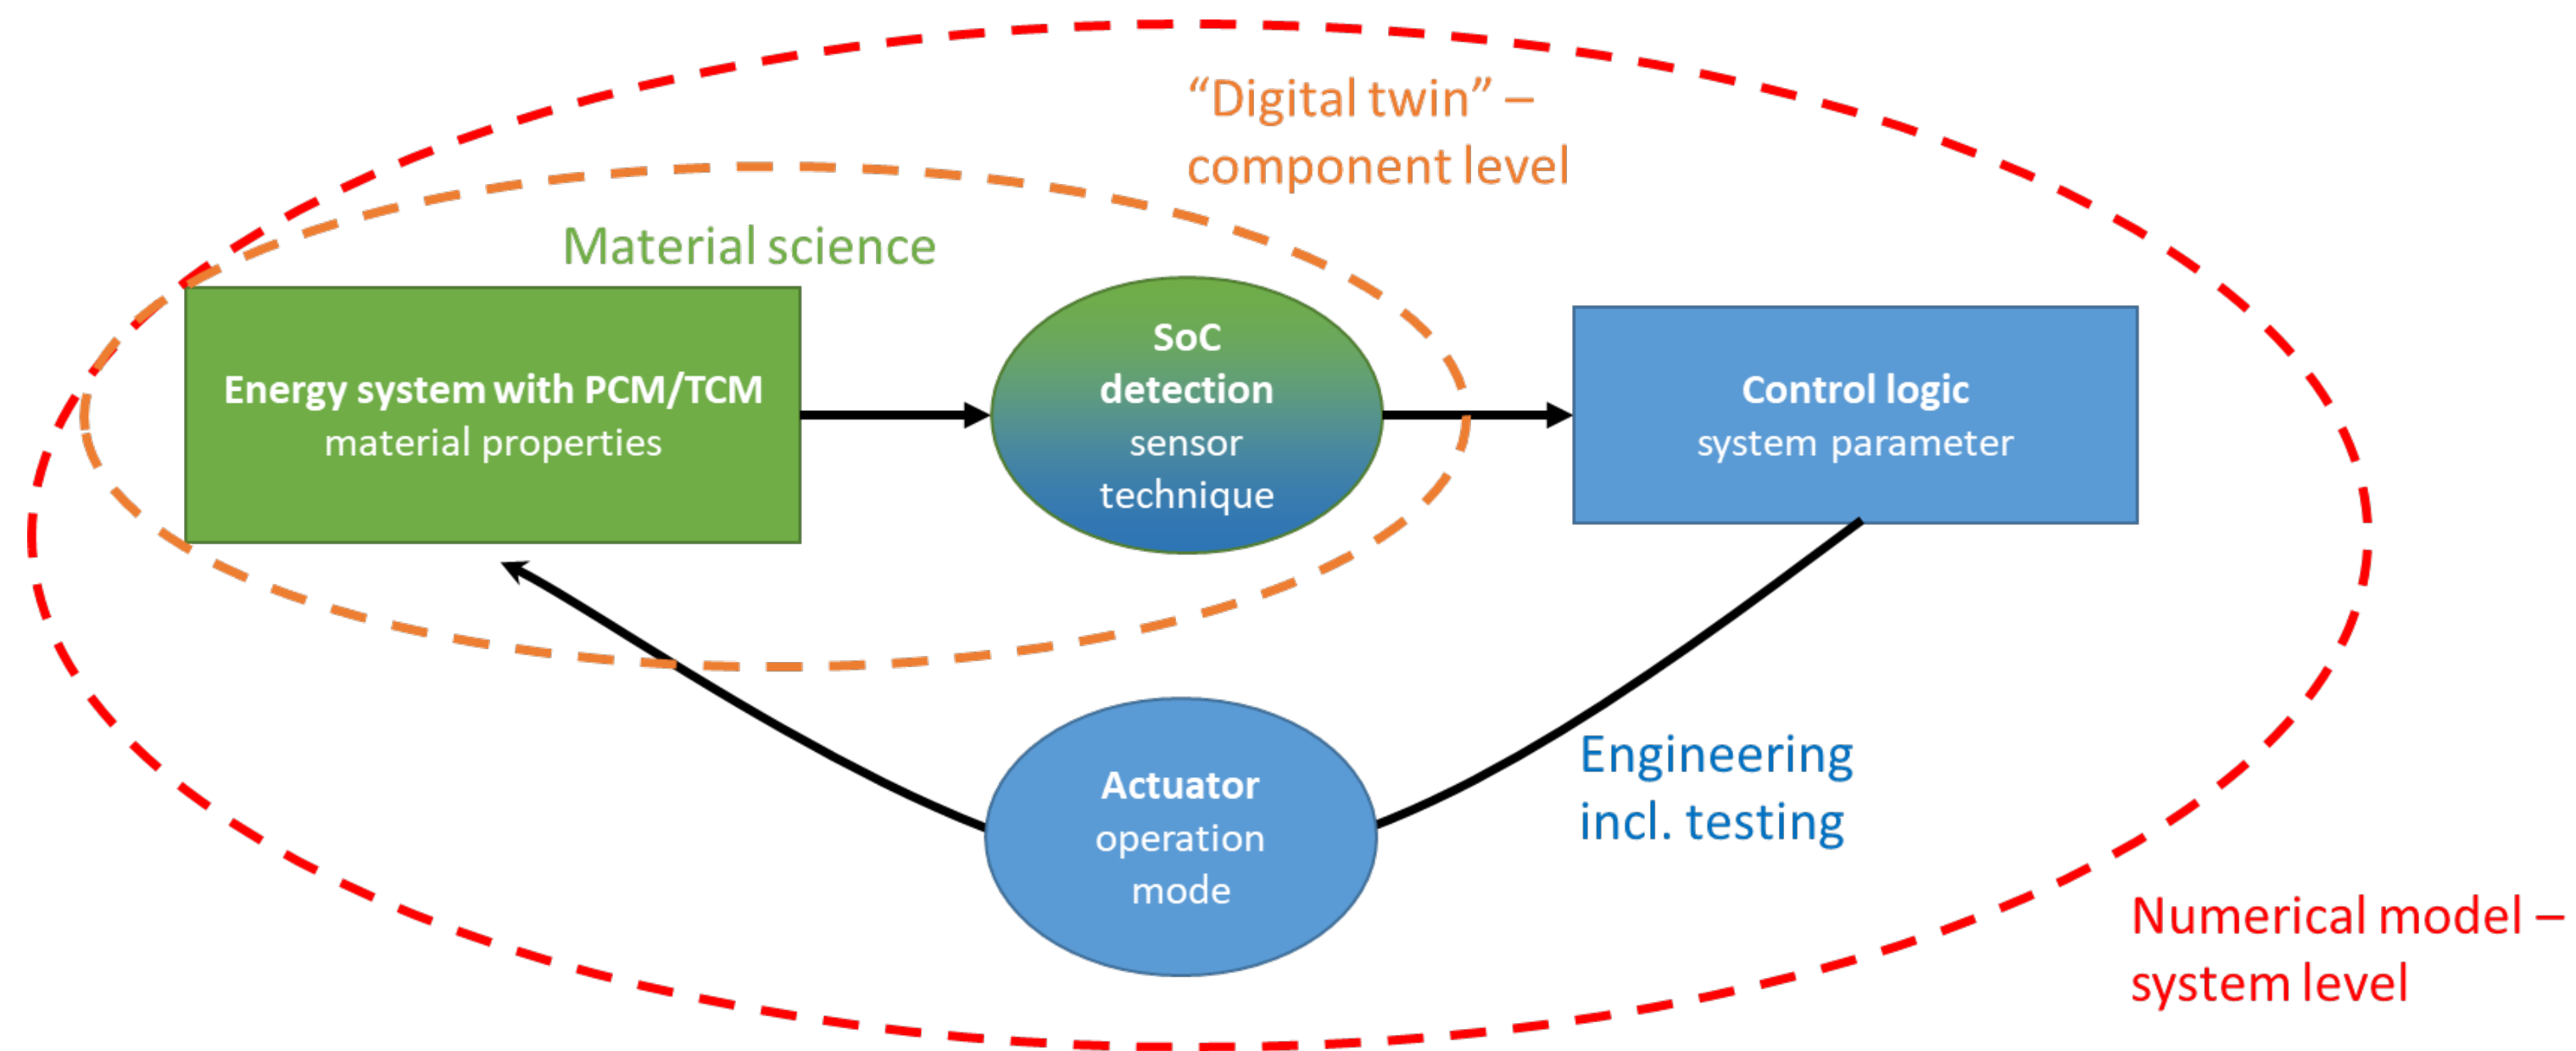 “Digital twin” –
component level
Material science
Energy system with PCM/TCM
material properties
SoC
detection
sensor
technique
Control logic
system parameter
Actuator
operation
mode
Engineering
incl. testing
Numerical model –
system level